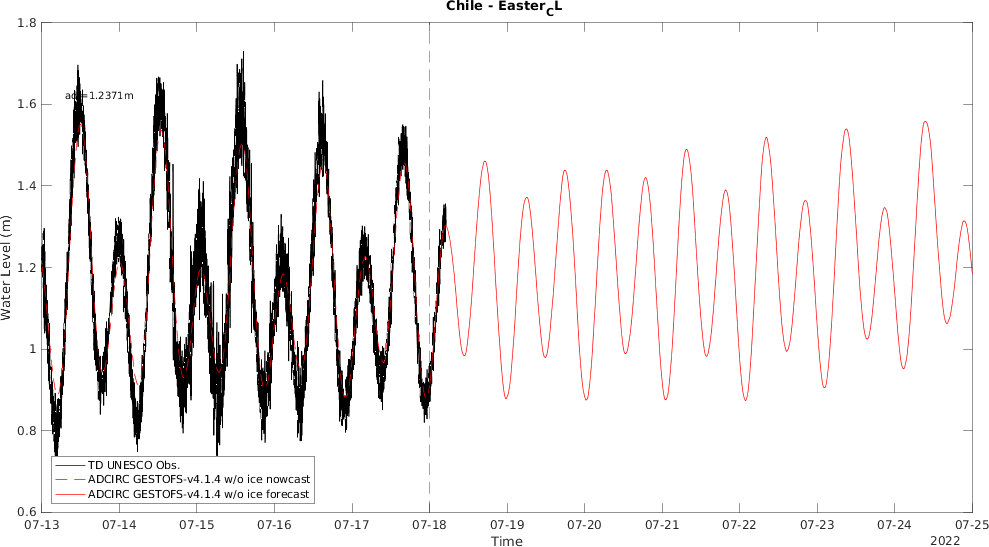 Chile - Easter_CL
1.8
1.6
1.4
1.2
1
0.8
0.6
Water Level (m)
=1.2371m
TD UNESCO Obs.
ADCIRC GESTOFS-v4.1.4 w/o ice nowcast
ADCIRC GESTOFS-v4.1.4 w/o ice forecast
07-13 07-14 07-15 07-16 07-17 07-18 07-19 07-20 07-21 07-22 07-23 07-24 07-25
Time
2022